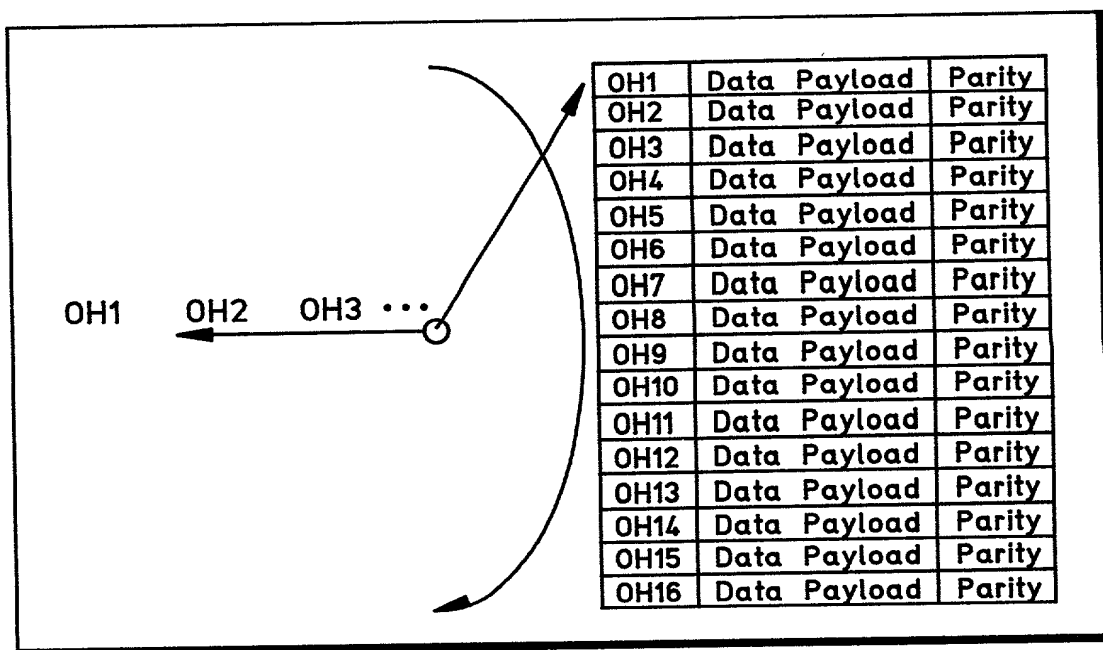 OH1 Data Payload Parity
OH2 Data Payload Parity
OH3 Data Payload Parity
OH4 Data Payload Parity
OH5 Data Payload Parity
OH6 Data Payload Parity
OH7 Data Payload Parity
OH8 Data Payload Parity
OH9 Data Payload Parity
OH10 Data Payload Parity
OH11 Data Payload Parity
OH12 Data Payload Parity
OH13 Data Payload Parity
OH14 Data Payload Parity
OH15 Data Payload Parity
OH16 Data Payload Parity
OH1 OH2 OH3 •••